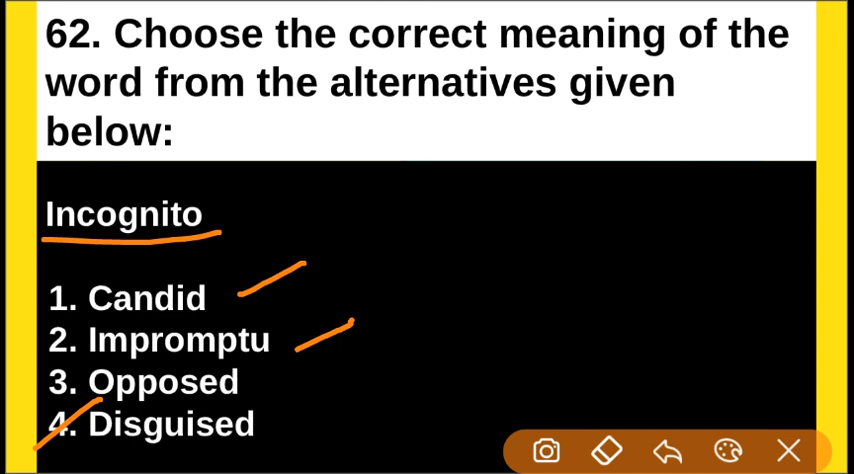 62. Choose the correct meaning of the
word from the alternatives given
below:
Incognito
1. Candid
2. Impromptu
3. Opposed
4. Disguised